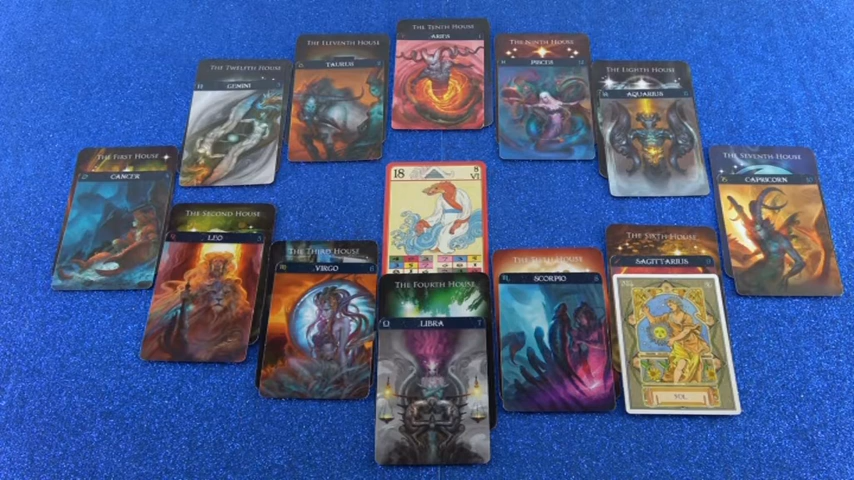 THE TENTH HOUSE
ARIES
THE ELEVENTH HOUSE
TAURUS
THE NINTH HOUSE
PISCES
THE TWELFTH HOUSE
GEMINI
THE EIGHTH HOUSE
AQUARIUS
THE FIRST HOUSE
CANCER
THE SEVENTH HOUSE
CAPRICORN
18
VI
THE SECOND HOUSE
LEO
THE THIRD HOUSE
VIRGO
THE FOURTH HOUSE
LIBRA
HOUSE
SCORPIO
THE SIXTH HOUSE
SAGITTARIUS